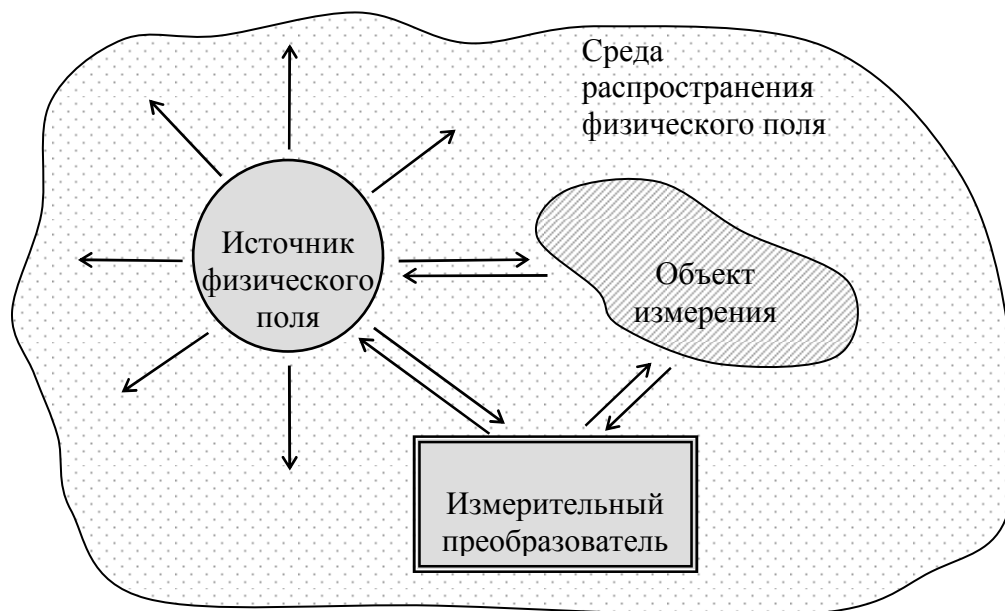 Среда
распространения
физического поля
Источник
физического
поля
Объект
измерения
Измерительный
преобразователь